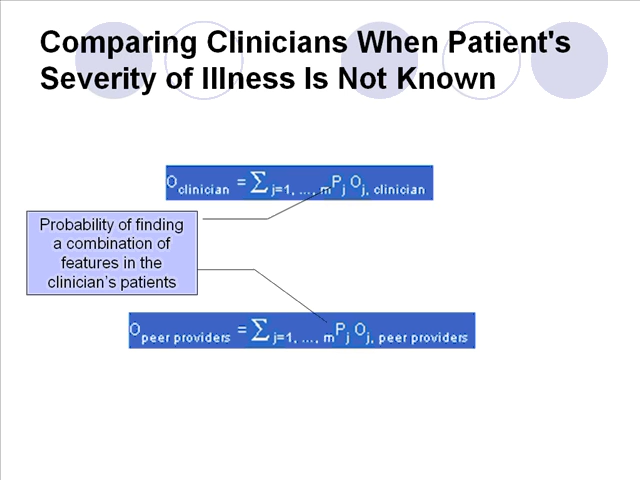 Comparing Clinicians When Patient's
Severity of Illness Is Not Known
O clinician = ∑ j=1, ..., m P j O j, clinician
Probability of finding
a combination of
features in the
clinician's patients
O peer providers = ∑ j=1, ..., m P j O j, peer providers